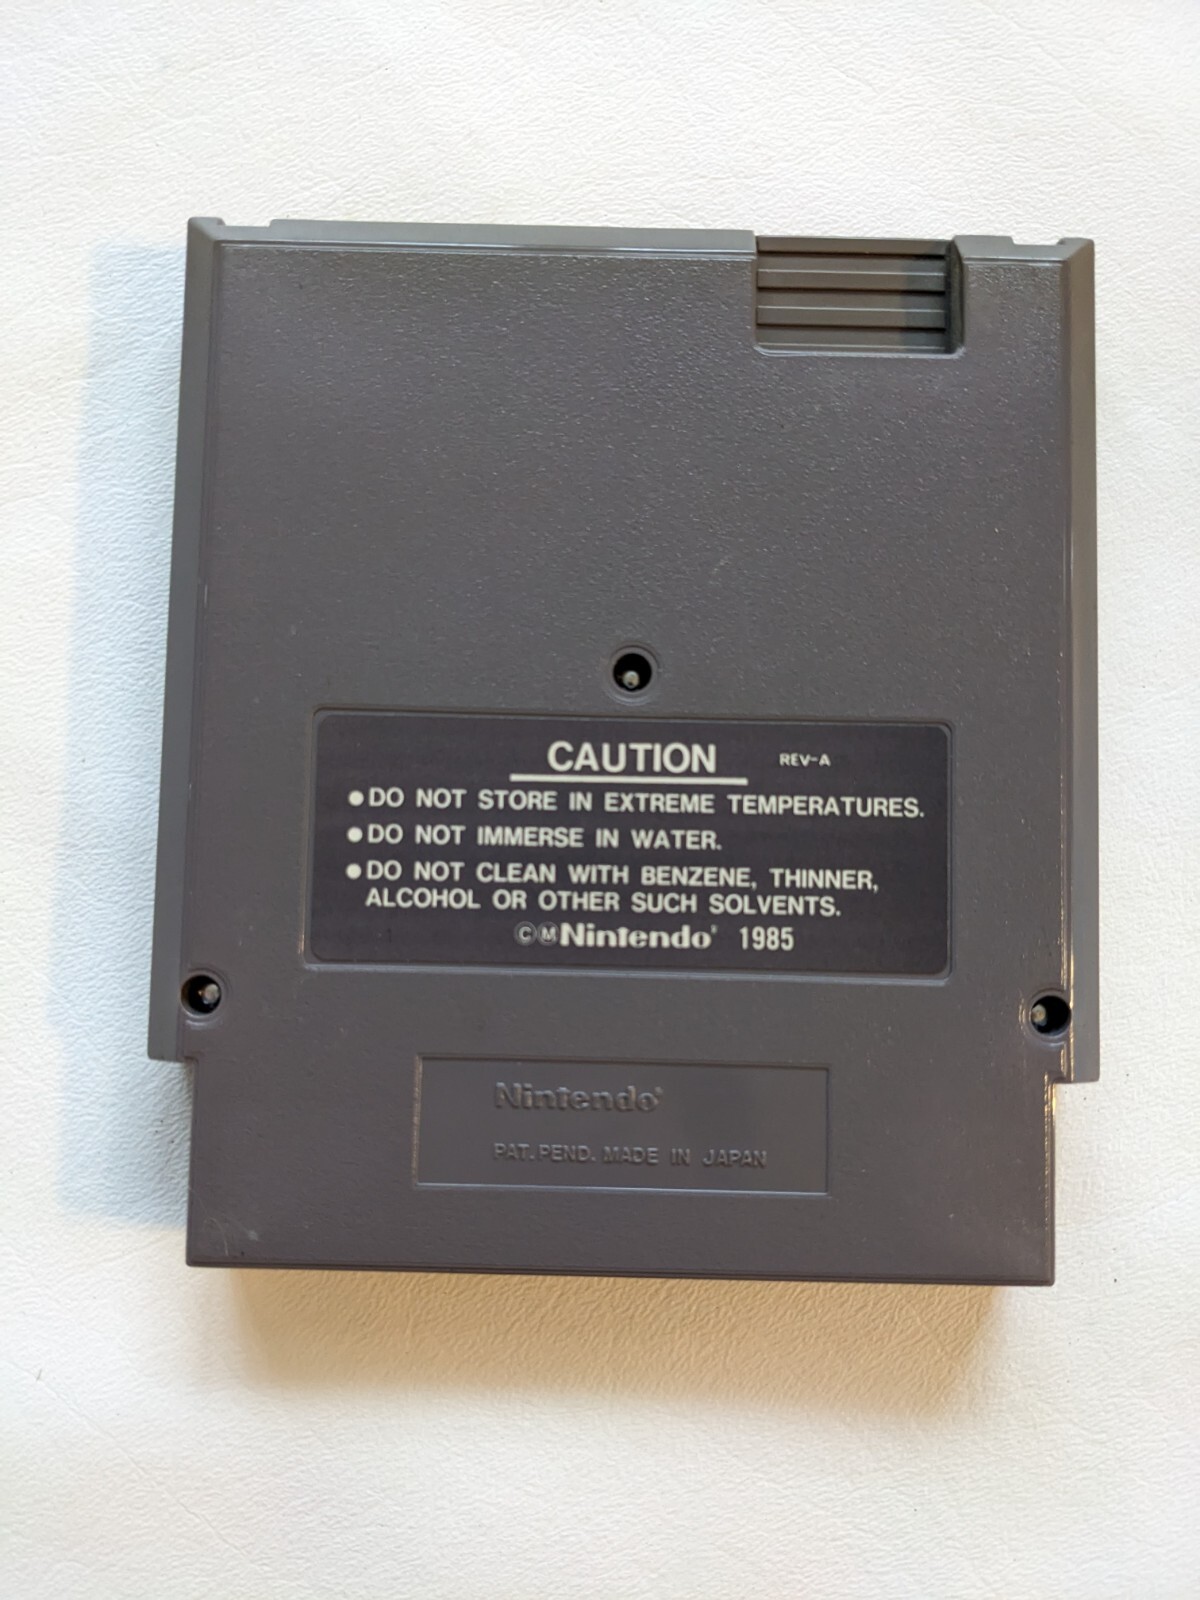 CAUTION REV-A
●DO NOT STORE IN EXTREME TEMPERATURES.
●DO NOT IMMERSE IN WATER.
●DO NOT CLEAN WITH BENZENE, THINNER,
ALCOHOL OR OTHER SUCH SOLVENTS.
©Ⓜ Nintendo® 1985
Nintendo®
PAT. PEND. MADE IN JAPAN